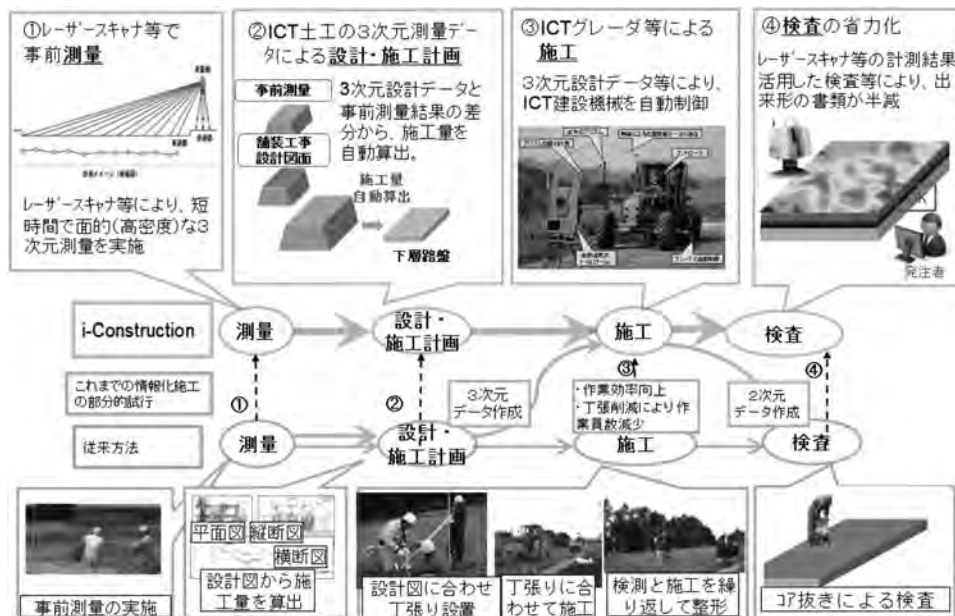 ①レーザースキャナ等で
事前測量
レーザースキャナ等により、短
時間で面的(高密度)な3
次元測量を実施
②ICT土工の3次元測量デ
ータによる設計・施工計画
事前測量
舗装工事
設計図面
3次元設計データと
事前測量結果の差
分から、施工量を
自動算出。
施工量
自動算出
下層路盤
③ICTグレーダ等による
施工
3次元設計データ等により、
ICT建設機械を自動制御
④検査の省力化
レーザースキャナ等の計測結果
活用した検査等により、出
来形の書類が半減
OK
発注者
i-Construction
測量
設計・
施工計画
施工
検査
これまでの情報化施工
の部分的試行
①
②
3次元
データ作成
③
・作業効率向上
・丁張削減により作
業員数減少
2次元
データ作成
④
従来方法
測量
設計・
施工計画
施工
検査
事前測量の実施
平面図
縦断図
横断図
設計図から施
工量を算出
設計図に合わせ
丁張り設置
丁張りに合
わせて施工
検測と施工を繰
り返して整形
コア抜きによる検査